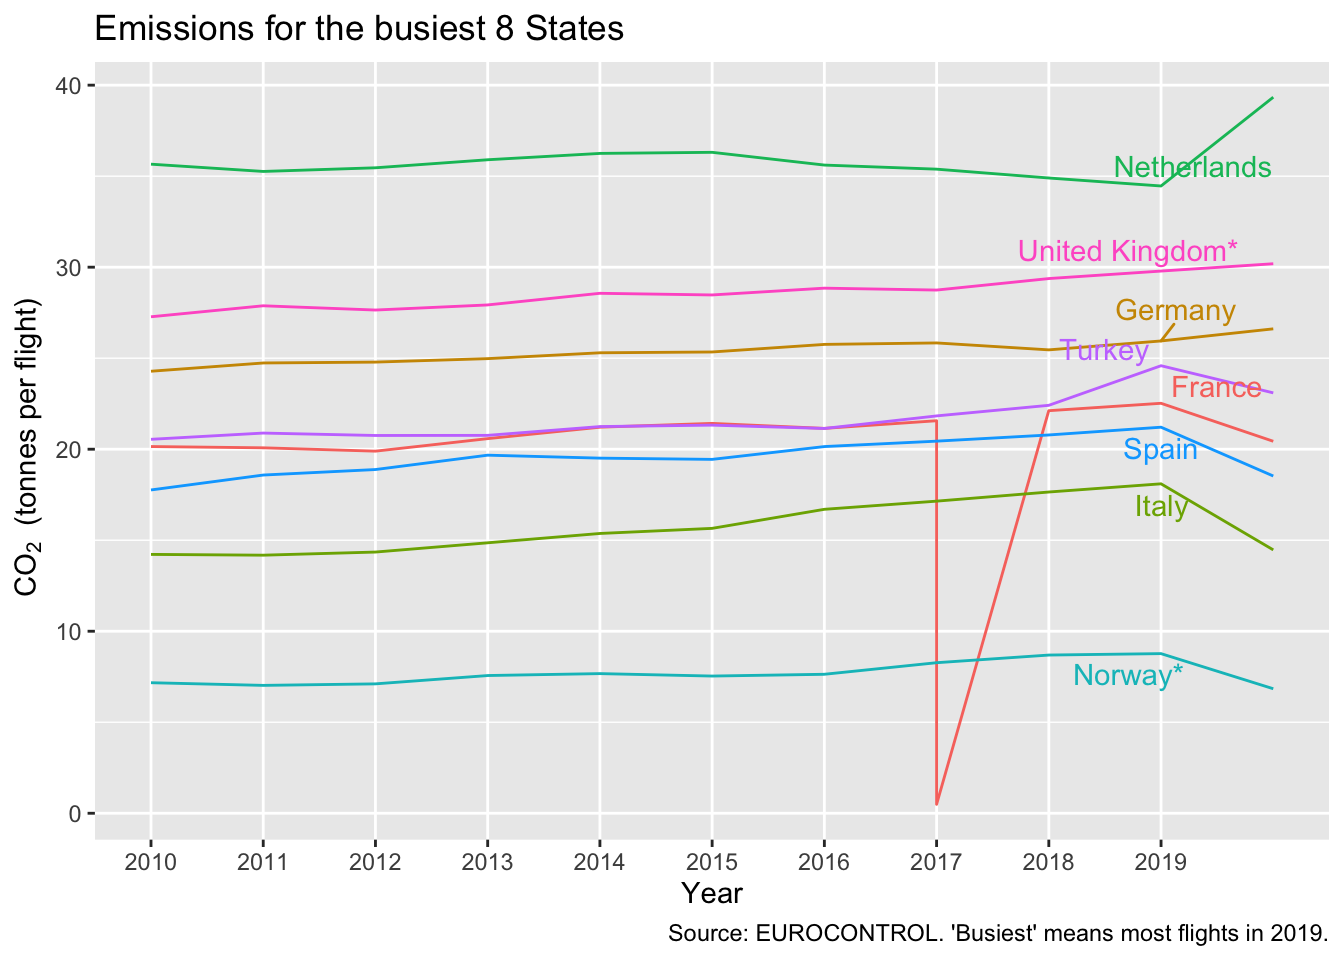 Emissions for the busiest 8 States
40
30
20
10
0
CO₂ (tonnes per flight)
Netherlands
United Kingdom*
Germany
Turkey
France
Spain
Italy
Norway*
2010 2011 2012 2013 2014 2015 2016 2017 2018 2019
Year
Source: EUROCONTROL. 'Busiest' means most flights in 2019.